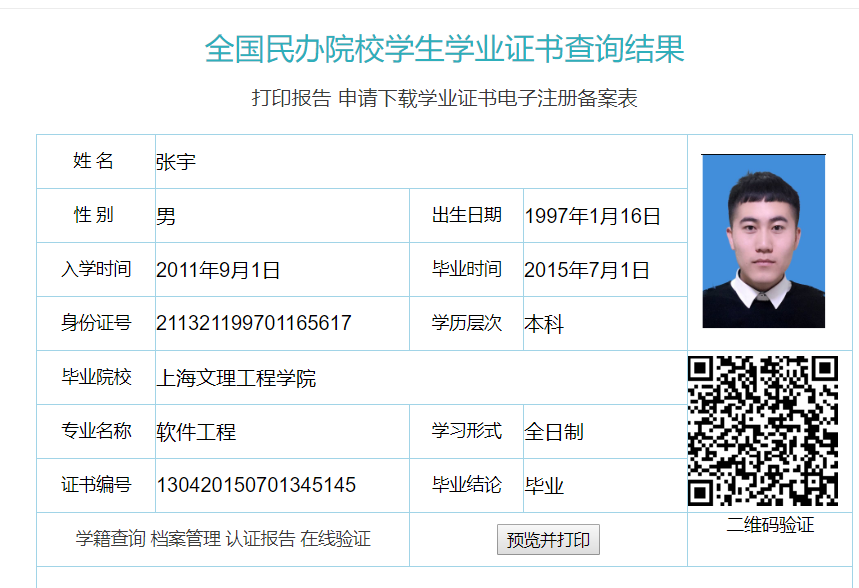 全国民办院校学生学业证书查询结果
打印报告 申请下载学业证书电子注册备案表
姓 名 张宇
性 别 男 出生日期 1997年1月16日
入学时间 2011年9月1日 毕业时间 2015年7月1日
身份证号 211321199701165617 学历层次 本科
毕业院校 上海文理工程学院
专业名称 软件工程 学习形式 全日制
证书编号 130420150701345145 毕业结论 毕业
学籍查询 档案管理 认证报告 在线验证 预览并打印 二维码验证